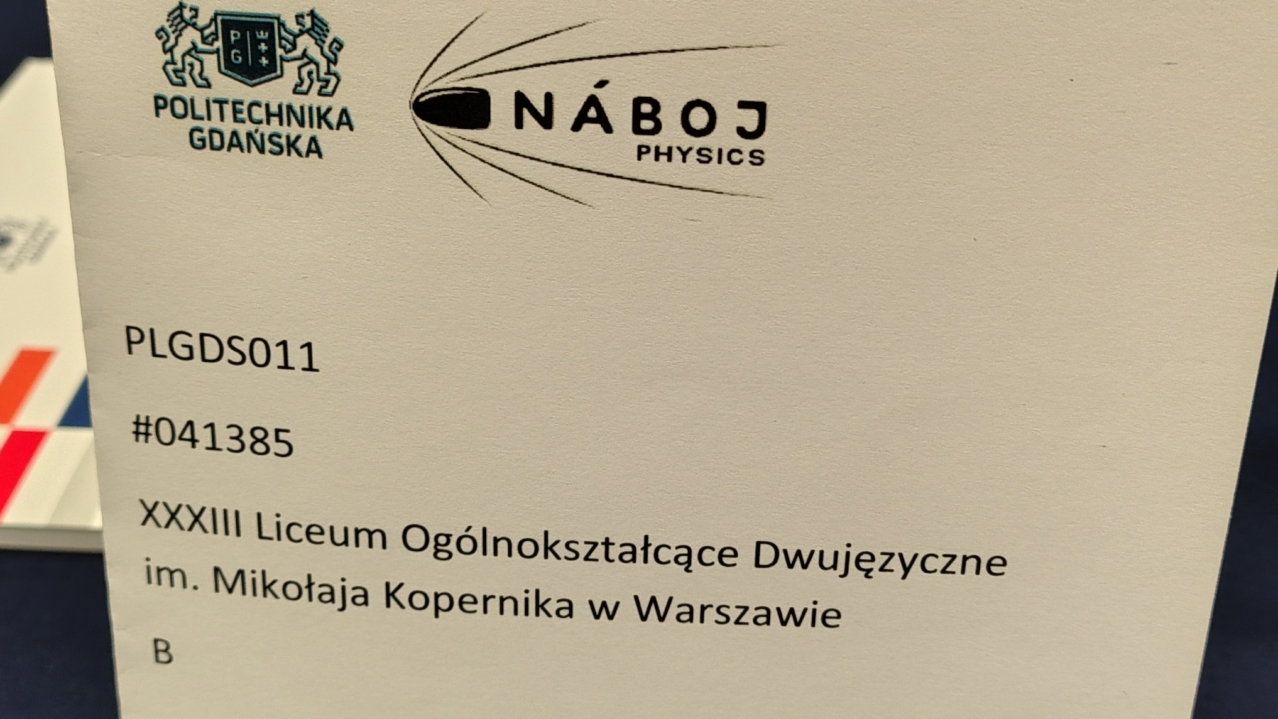 P G
POLITECHNIKA
GDAŃSKA
NÁBOJ
PHYSICS
PLGDS011
#041385
XXXIII Liceum Ogólnokształcące Dwujęzyczne
im. Mikołaja Kopernika w Warszawie
B